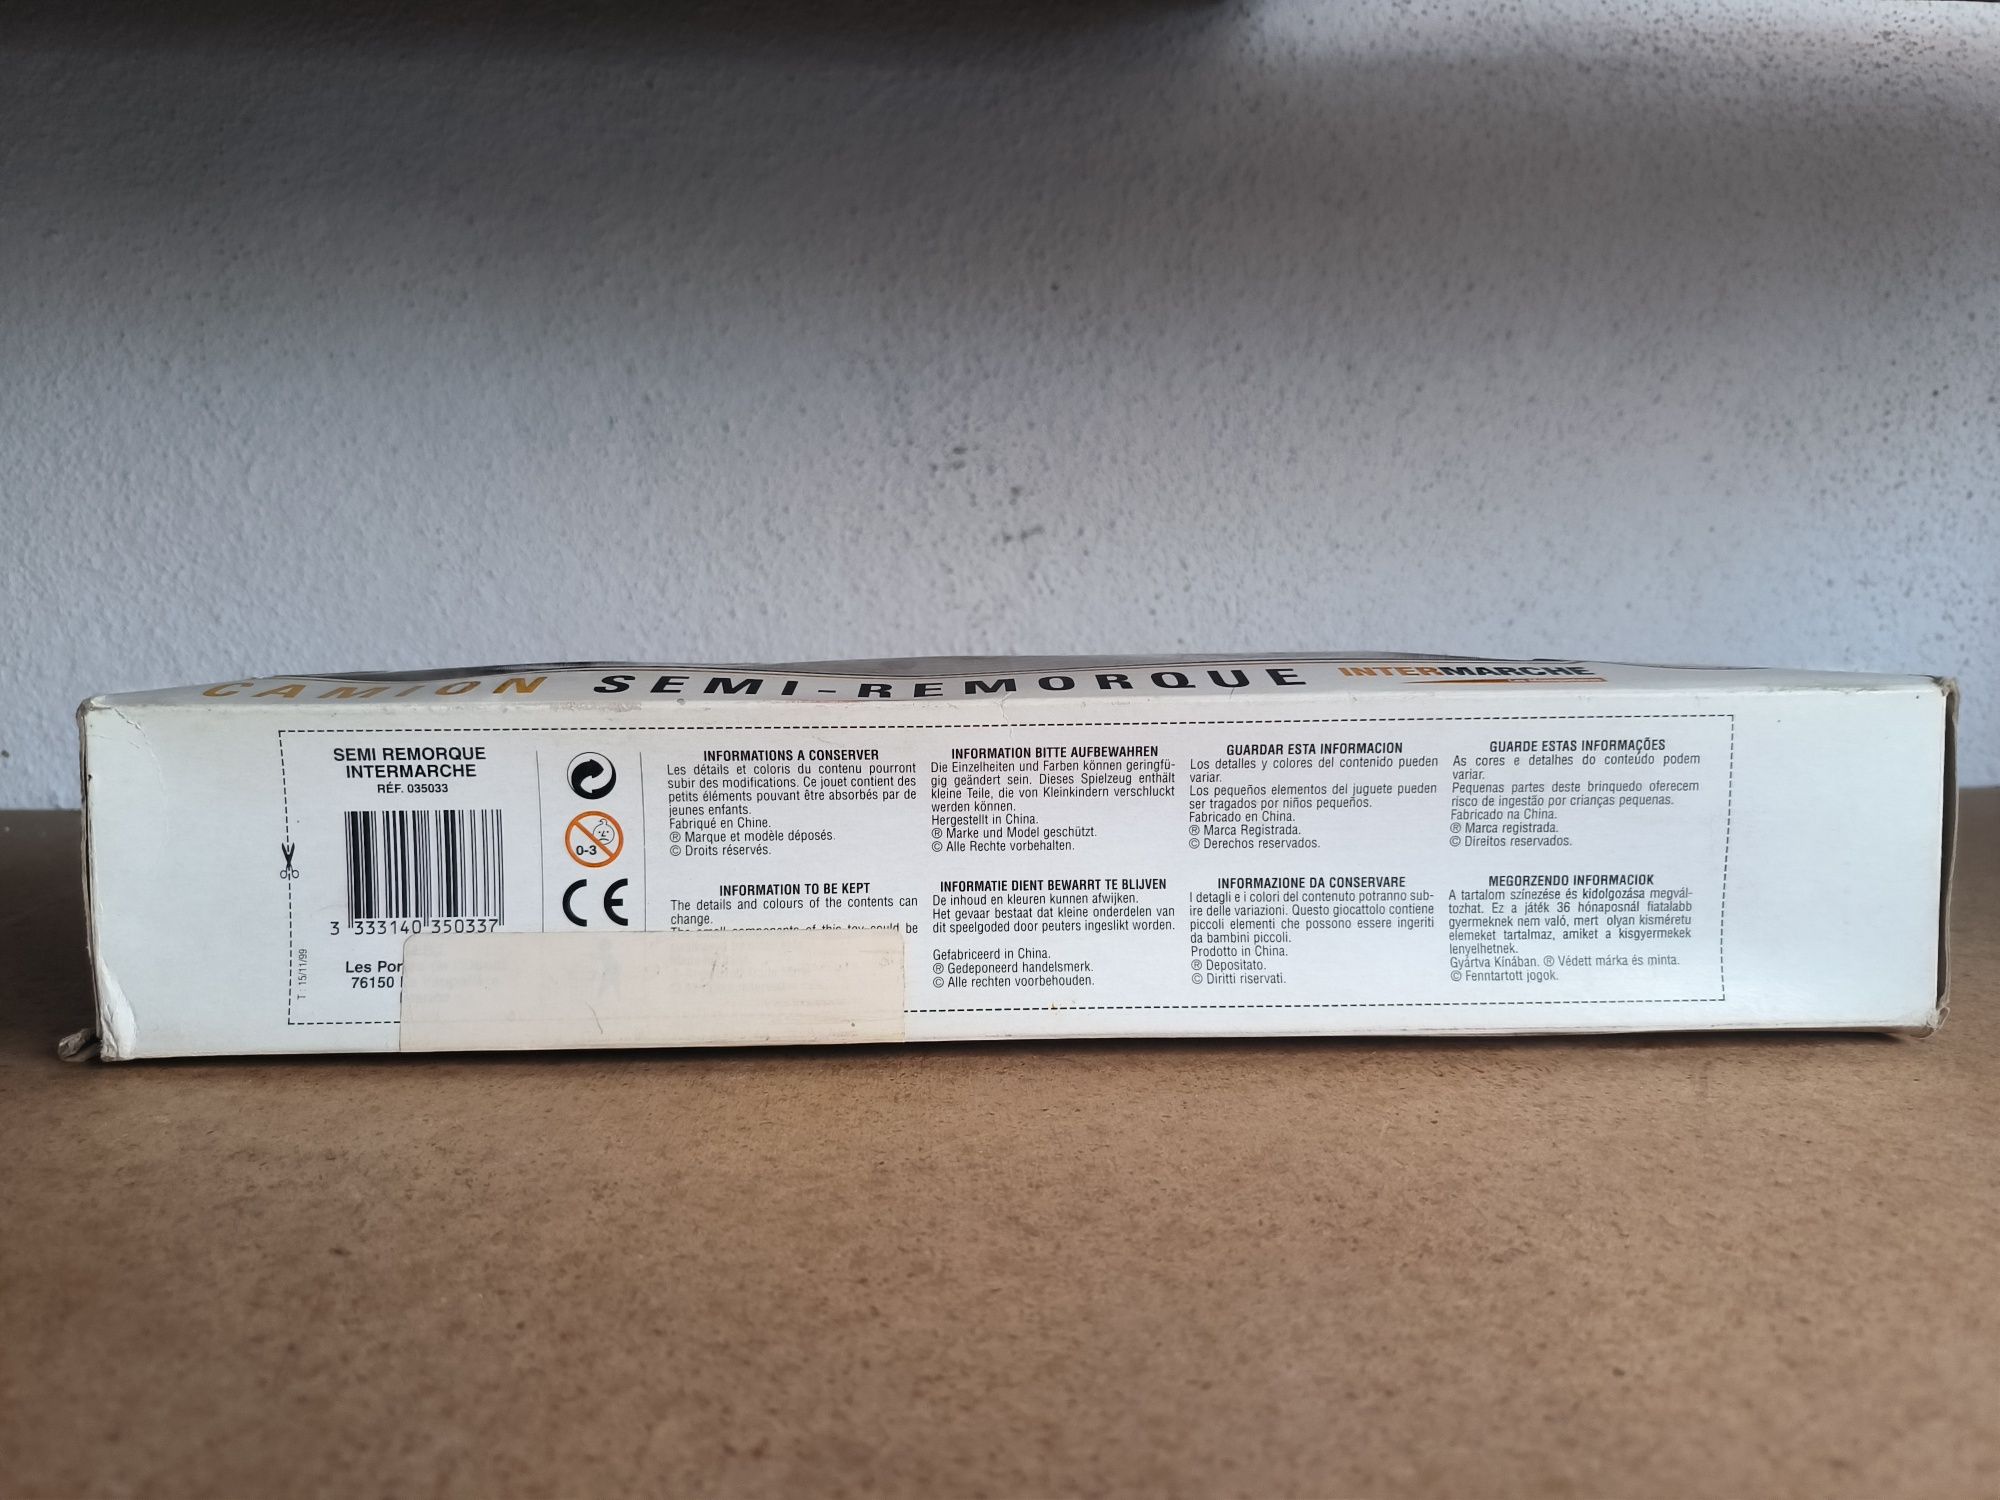 CAMION SEMI-REMORQUE INTERMARCHE
SEMI REMORQUE
INTERMARCHE
RÉF. 035033
3 333140 350337
Les Por
76150
T : 15/11/99
0-3
CE
INFORMATIONS A CONSERVER
Les détails et coloris du contenu pourront
subir des modifications. Ce jouet contient des
petits éléments pouvant être absorbés par de
jeunes enfants.
Fabriqué en Chine.
® Marque et modèle déposés.
© Droits réservés.
INFORMATION TO BE KEPT
The details and colours of the contents can
change.
The small components of this toy could be
INFORMATION BITTE AUFBEWAHREN
Die Einzelheiten und Farben können geringfü-
gig geändert sein. Dieses Spielzeug enthält
kleine Teile, die von Kleinkindern verschluckt
werden können.
Hergestellt in China.
® Marke und Model geschützt.
© Alle Rechte vorbehalten.
INFORMATIE DIENT BEWARRT TE BLIJVEN
De inhoud en kleuren kunnen afwijken.
Het gevaar bestaat dat kleine onderdelen van
dit speelgoed door peuters ingeslikt worden.
Gefabriceerd in China.
® Gedeponeerd handelsmerk.
© Alle rechten voorbehouden.
GUARDAR ESTA INFORMACION
Los detalles y colores del contenido pueden
variar.
Los pequeños elementos del juguete pueden
ser tragados por niños pequeños.
Fabricado en China.
® Marca Registrada.
© Derechos reservados.
INFORMAZIONE DA CONSERVARE
I detagli e i colori del contenuto potranno sub-
ire delle variazioni. Questo giocattolo contiene
piccoli elementi che possono essere ingeriti
da bambini piccoli.
Prodotto in China.
® Depositato.
© Diritti riservati.
GUARDE ESTAS INFORMAÇÕES
As cores e detalhes do conteúdo podem
variar.
Pequenas partes deste brinquedo oferecem
risco de ingestão por crianças pequenas.
Fabricado na China.
® Marca registrada.
© Direitos reservados.
MEGORZENDO INFORMACIOK
A tartalom színezése és kidolgozása megvál-
tozhat. Ez a játék 36 hónaposnál fiatalabb
gyermeknek nem való, mert olyan kisméretu
elemeket tartalmaz, amiket a kisgyermekek
lenyelhetnek.
Gyártva Kínában. ® Védett márka és minta.
© Fenntartott jogok.